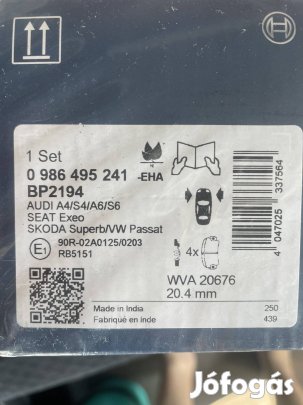 BOSCH
1 Set
0 986 495 241 -EHA
BP2194
AUDI A4/S4/A6/S6
SEAT Exeo
SKODA Superb/VW Passat
E1 90R-02A0125/0203
RB5151
4x
WVA 20676
20.4 mm
Made in India 250
Fabriqué en Inde 439
4 047025 337564
Jófogás